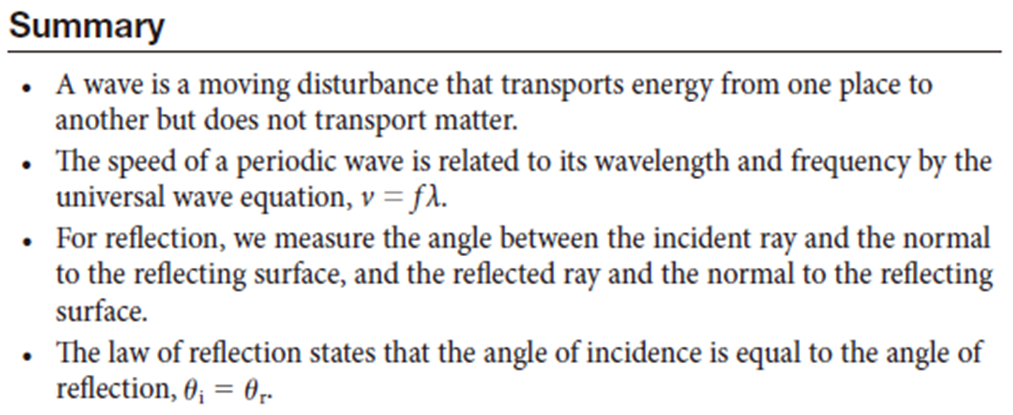 Summary
• A wave is a moving disturbance that transports energy from one place to
another but does not transport matter.
• The speed of a periodic wave is related to its wavelength and frequency by the
universal wave equation, v = fλ.
• For reflection, we measure the angle between the incident ray and the normal
to the reflecting surface, and the reflected ray and the normal to the reflecting
surface.
• The law of reflection states that the angle of incidence is equal to the angle of
reflection, θᵢ = θᵣ.